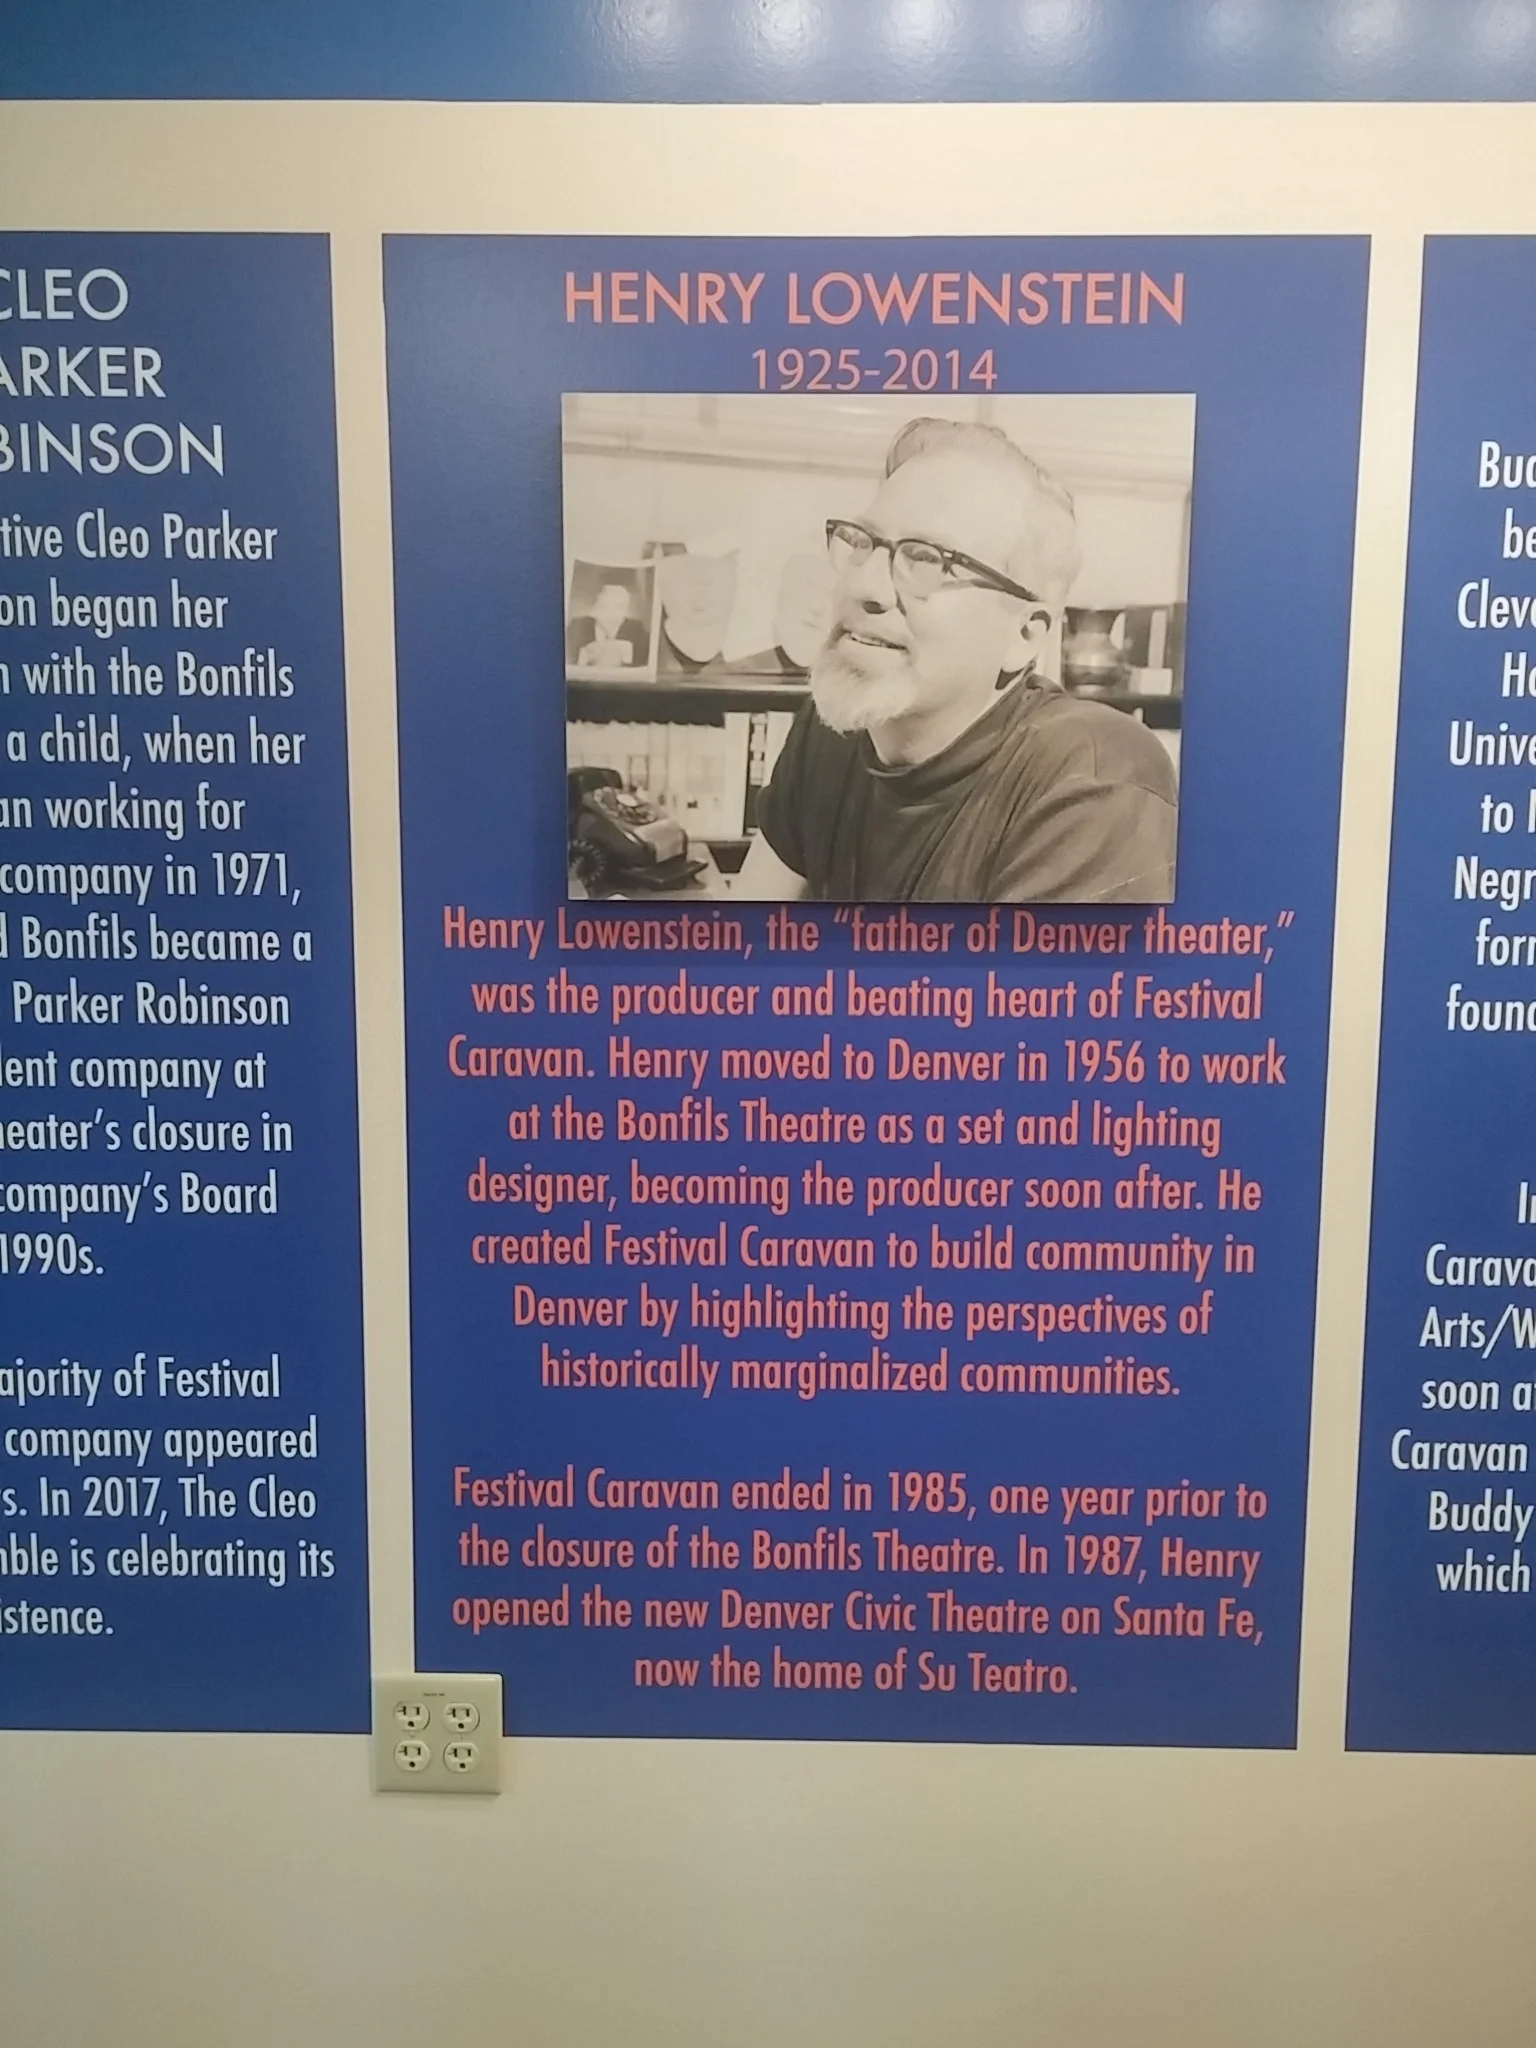 CLEO
ARKER
BINSON
tive Cleo Parker
on began her
with the Bonfils
a child, when her
an working for
company in 1971,
Bonfils became a
Parker Robinson
ent company at
heater's closure in
company's Board
1990s.
ajority of Festival
company appeared
s. In 2017, The Cleo
mble is celebrating its
istence.
HENRY LOWENSTEIN
1925-2014
Henry Lowenstein, the “father of Denver theater,”
was the producer and beating heart of Festival
Caravan. Henry moved to Denver in 1956 to work
at the Bonfils Theatre as a set and lighting
designer, becoming the producer soon after. He
created Festival Caravan to build community in
Denver by highlighting the perspectives of
historically marginalized communities.
Festival Caravan ended in 1985, one year prior to
the closure of the Bonfils Theatre. In 1987, Henry
opened the new Denver Civic Theatre on Santa Fe,
now the home of Su Teatro.
Bud
be
Cleve
Ho
Unive
to
Negr
form
found
Carava
Arts/W
soon a
Caravan
Buddy
which